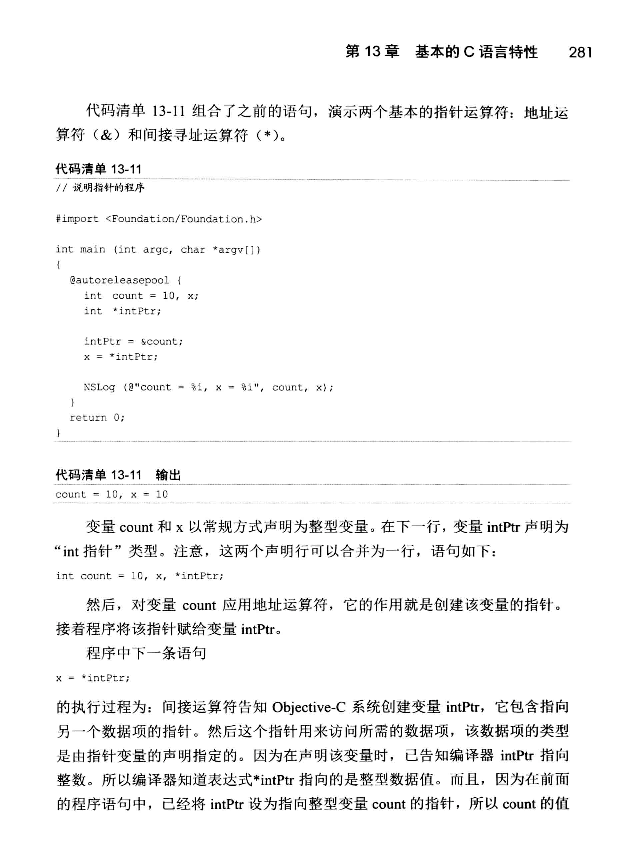 第 13 章 基本的 C 语言特性 281
代码清单 13-11 组合了之前的语句，演示两个基本的指针运算符：地址运
算符（&）和间接寻址运算符（*）。
代码清单 13-11
// 说明指针的程序
#import <Foundation/Foundation.h>
int main (int argc, char *argv[])
{
@autoreleasepool {
int count = 10, x;
int *intPtr;
intPtr = &count;
x = *intPtr;
NSLog (@"count = %i, x = %i", count, x);
}
return 0;
}
代码清单 13-11 输出
count = 10, x = 10
变量 count 和 x 以常规方式声明为整型变量。在下一行，变量 intPtr 声明为
“int 指针”类型。注意，这两个声明行可以合并为一行，语句如下：
int count = 10, x, *intPtr;
然后，对变量 count 应用地址运算符，它的作用就是创建该变量的指针。
接着程序将该指针赋给变量 intPtr。
程序中下一条语句
x = *intPtr;
的执行过程为：间接运算符告知 Objective-C 系统创建变量 intPtr，它包含指向
另一个数据项的指针。然后这个指针用来访问所需的数据项，该数据项的类型
是由指针变量的声明指定的。因为在声明该变量时，已告知编译器 intPtr 指向
整数。所以编译器知道表达式*intPtr 指向的是整型数据值。而且，因为在前面
的程序语句中，已经将 intPtr 设为指向整型变量 count 的指针，所以 count 的值